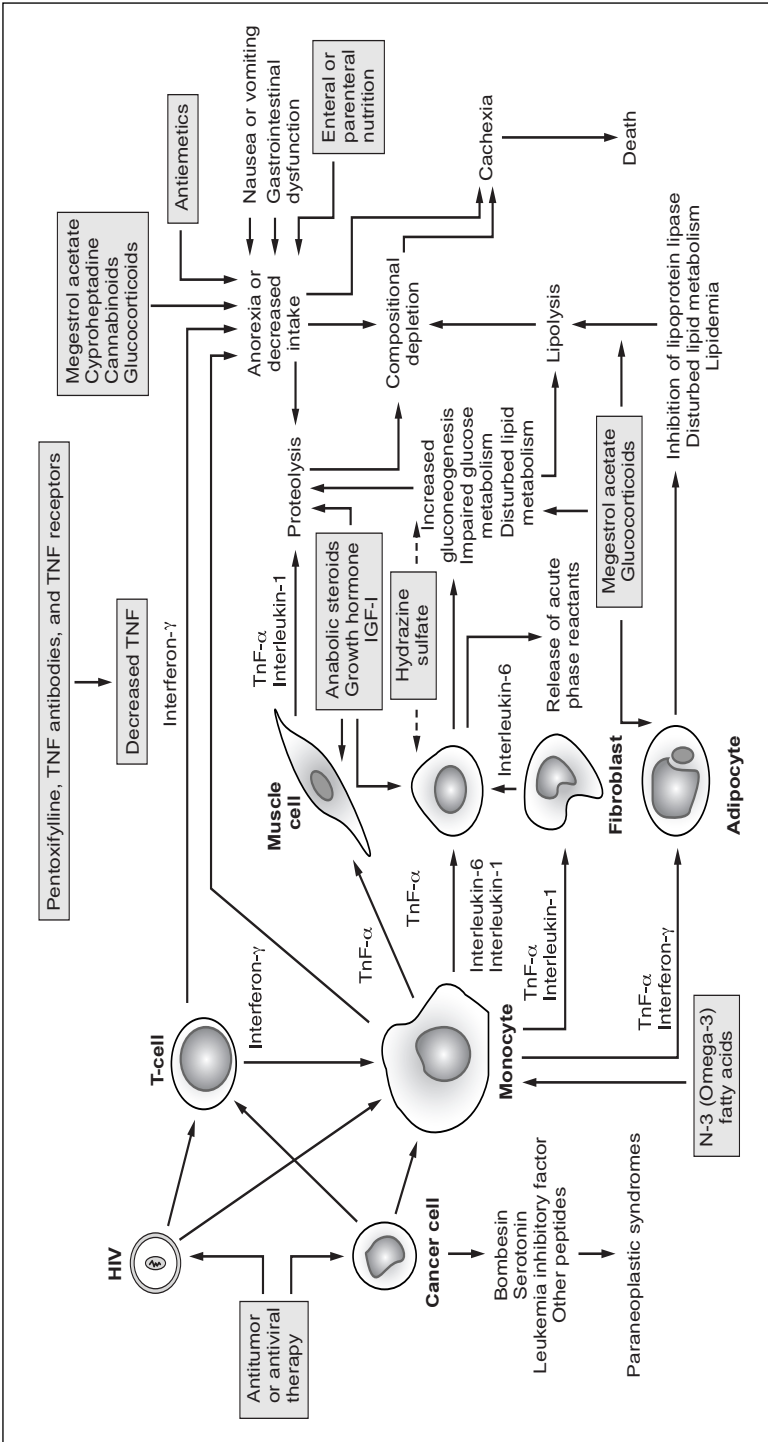 Pentoxifylline, TNF antibodies, and TNF receptors
Decreased TNF
Megestrol acetate
Cyproheptadine
Cannabinoids
Glucocorticoids
Antiemetics
Nausea or vomiting
Gastrointestinal
dysfunction
Enteral or
parenteral
nutrition
HIV
T-cell
Interferon-γ
Interferon-γ
Anorexia or
decreased
intake
Antitumor
or antiviral
therapy
Muscle
cell
TnF-α
TnF-α
Interleukin-1
Proteolysis
Anabolic steroids
Growth hormone
IGF-I
Compositional
depletion
Cachexia
Death
Cancer cell
Monocyte
TnF-α
Interleukin-6
Interleukin-1
Hydrazine
sulfate
Increased
gluconeogenesis
Impaired glucose
metabolism
Disturbed lipid
metabolism
Lipolysis
Bombesin
Serotonin
Leukemia inhibitory factor
Other peptides
Paraneoplastic syndromes
TnF-α
Interleukin-1
Interleukin-6
Fibroblast
Release of acute
phase reactants
Megestrol acetate
Glucocorticoids
N-3 (Omega-3)
fatty acids
TnF-α
Interferon-γ
Adipocyte
Inhibition of lipoprotein lipase
Disturbed lipid metabolism
Lipidemia